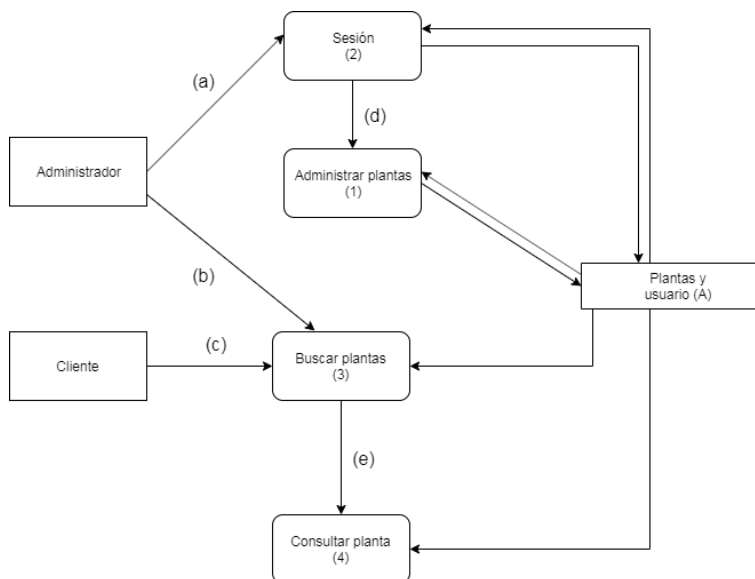 Sesión
(2)
(a)
(d)
Administrador
Administrar plantas
(1)
(b)
Plantas y
usuario (A)
(c)
Cliente
Buscar plantas
(3)
(e)
Consultar planta
(4)